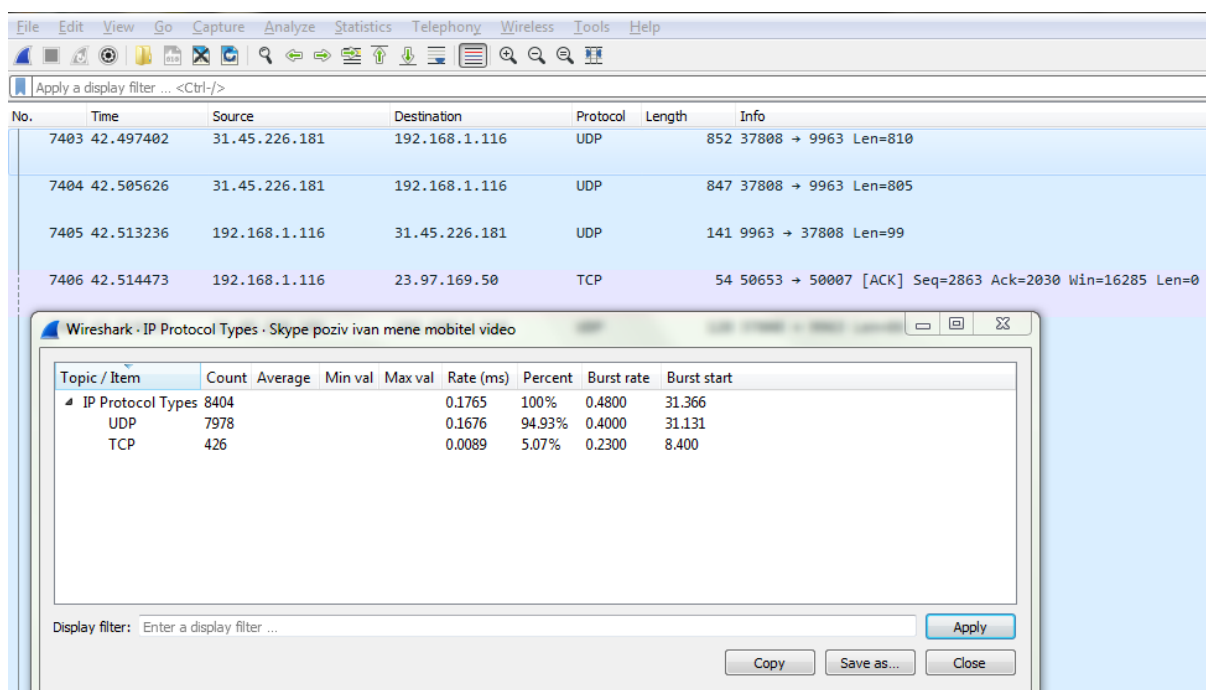 File Edit View Go Capture Analyze Statistics Telephony Wireless Tools Help
Apply a display filter ... <Ctrl-/>
No. Time Source Destination Protocol Length Info
7403 42.497402 31.45.226.181 192.168.1.116 UDP 852 37808 → 9963 Len=810
7404 42.505626 31.45.226.181 192.168.1.116 UDP 847 37808 → 9963 Len=805
7405 42.513236 192.168.1.116 31.45.226.181 UDP 141 9963 → 37808 Len=99
7406 42.514473 192.168.1.116 23.97.169.50 TCP 54 50653 → 50007 [ACK] Seq=2863 Ack=2030 Win=16285 Len=0
Wireshark · IP Protocol Types · Skype poziv ivan mene mobitel video
Topic / Item Count Average Min val Max val Rate (ms) Percent Burst rate Burst start
IP Protocol Types 8404 0.1765 100% 0.4800 31.366
UDP 7978 0.1676 94.93% 0.4000 31.131
TCP 426 0.0089 5.07% 0.2300 8.400
Display filter: Enter a display filter ... Apply
Copy Save as... Close